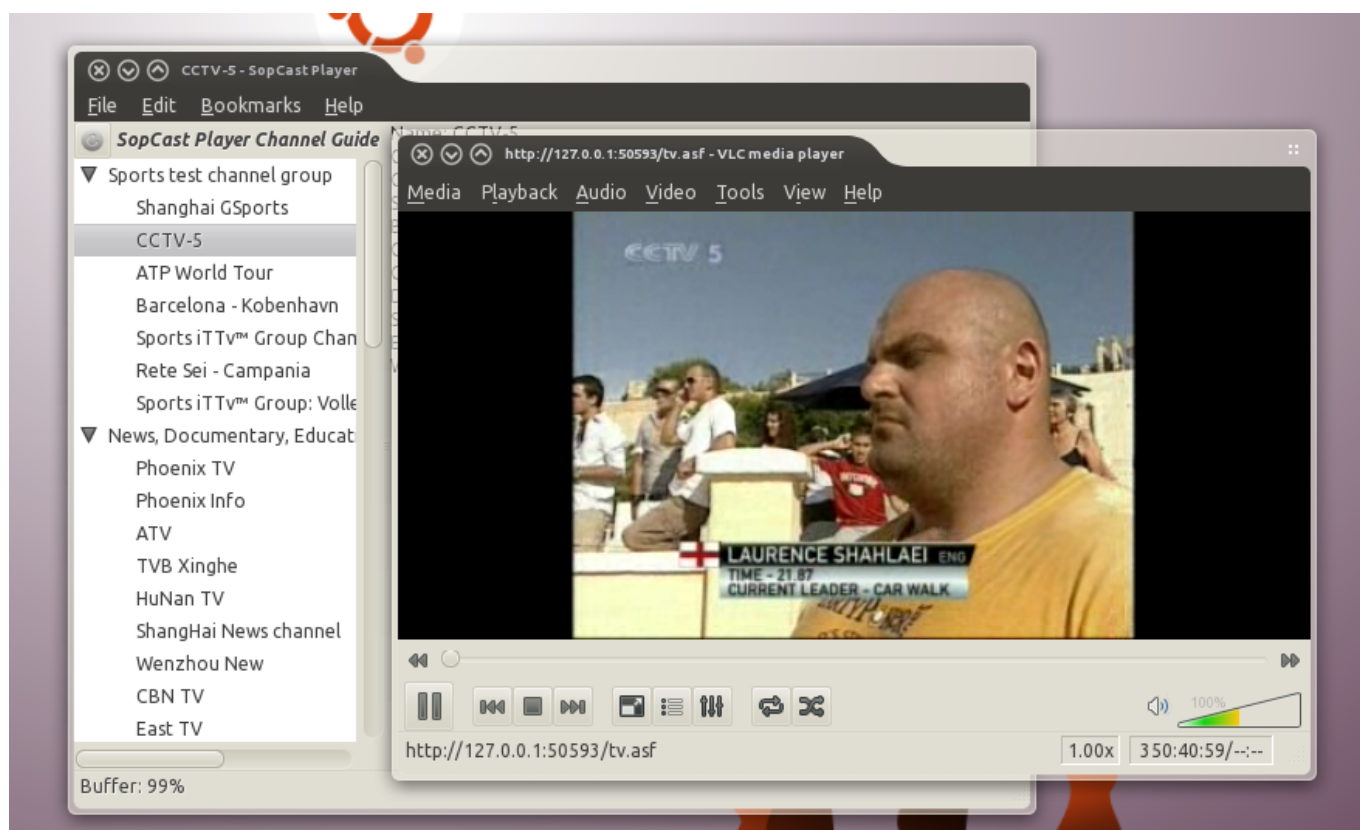 CCTV-5 - SopCast Player
File Edit Bookmarks Help
SopCast Player Channel Guide
Name: CCTV-5
Sports test channel group
Shanghai GSports
CCTV-5
ATP World Tour
Barcelona - Kobenhavn
Sports iTTv™ Group Chan
Rete Sei - Campania
Sports iTTv™ Group: Volle
News, Documentary, Educat
Phoenix TV
Phoenix Info
ATV
TVB Xinghe
HuNan TV
ShangHai News channel
Wenzhou New
CBN TV
East TV
Buffer: 99%
http://127.0.0.1:50593/tv.asf - VLC media player
Media Playback Audio Video Tools View Help
CCTV 5
LAURENCE SHAHLAEI ENG
TIME - 21.87
CURRENT LEADER - CAR WALK
100%
http://127.0.0.1:50593/tv.asf
1.00x
350:40:59/--:--